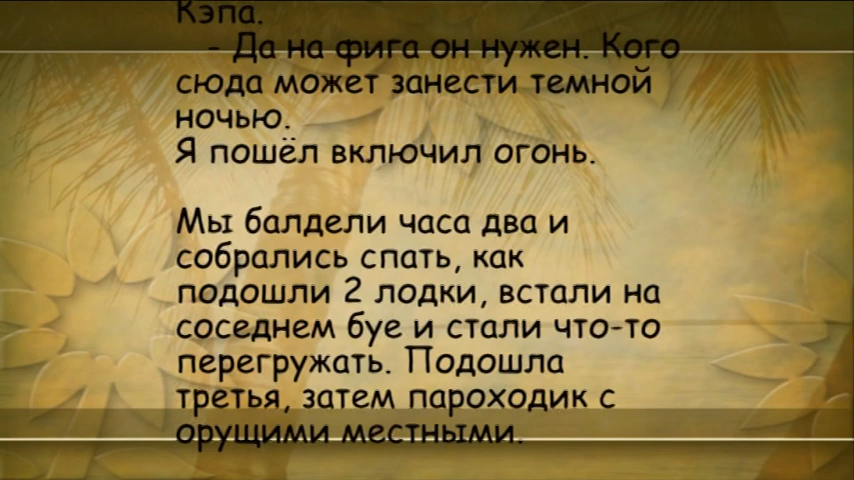 Кэпа.
- Да на фига он нужен. Кого
сюда может занести темной
ночью.
Я пошёл включил огонь.
Мы балдели часа два и
собрались спать, как
подошли 2 лодки, встали на
соседнем буе и стали что-то
перегружать. Подошла
третья, затем пароходик с
орущими местными.